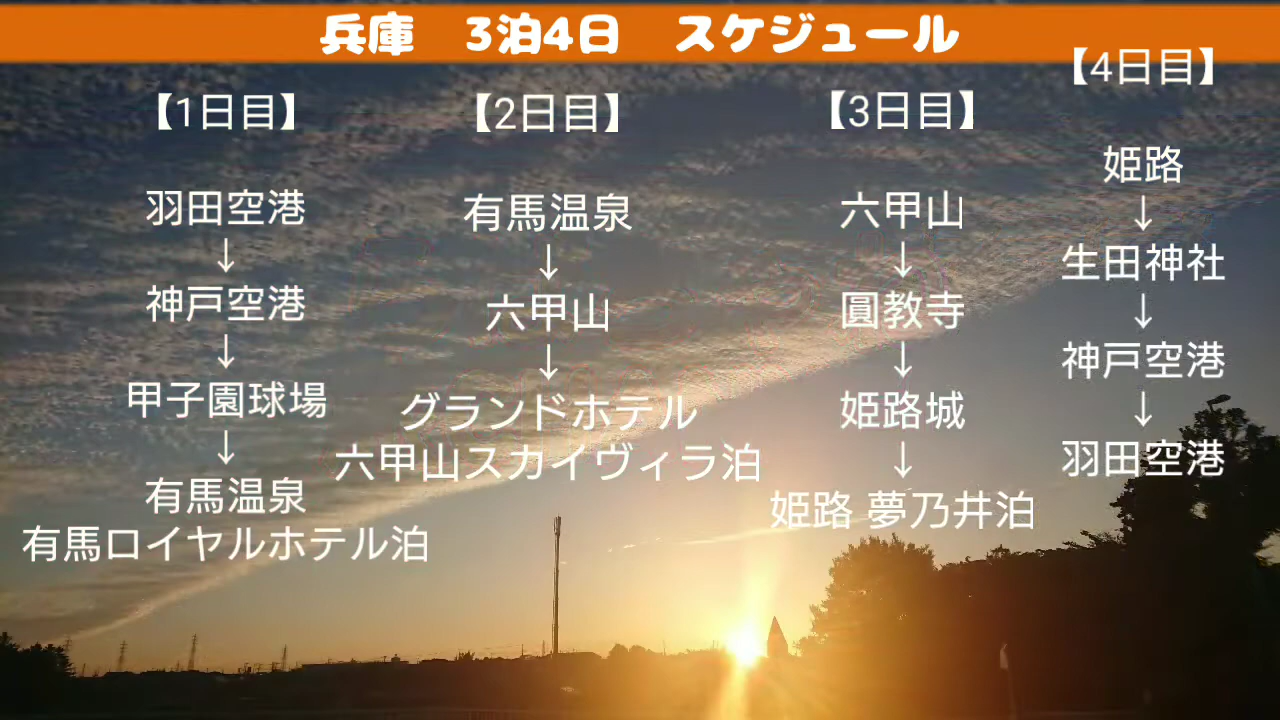 兵庫　3泊4日　スケジュール
【1日目】
羽田空港
↓
神戸空港
↓
甲子園球場
↓
有馬温泉
有馬ロイヤルホテル泊
【2日目】
有馬温泉
↓
六甲山
↓
グランドホテル
六甲山スカイヴィラ泊
【3日目】
六甲山
↓
圓教寺
↓
姫路城
↓
姫路 夢乃井泊
【4日目】
姫路
↓
生田神社
↓
神戸空港
↓
羽田空港